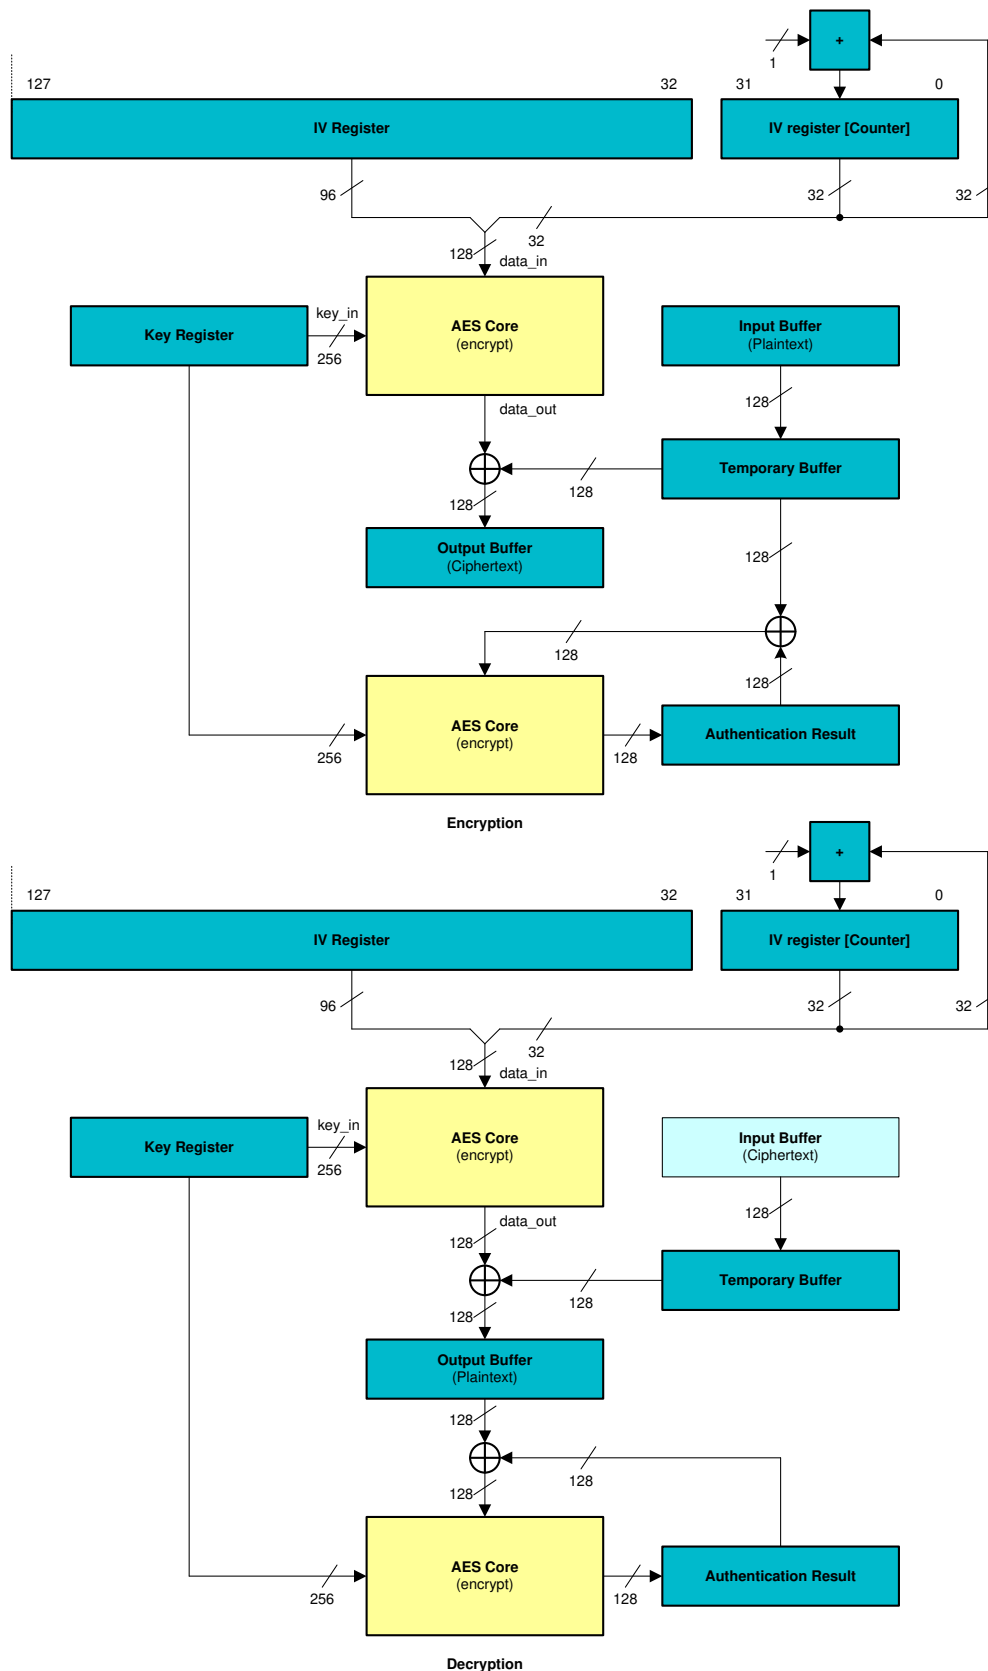 +
1
127
32
31
0
IV Register
IV register [Counter]
96
32
32
32
128
data_in
key_in
Key Register
256
AES Core
(encrypt)
Input Buffer
(Plaintext)
128
data_out
Temporary Buffer
128
128
Output Buffer
(Ciphertext)
128
128
128
AES Core
(encrypt)
256
128
Authentication Result
Encryption
+
1
127
32
31
0
IV Register
IV register [Counter]
96
32
32
32
128
data_in
key_in
Key Register
256
AES Core
(encrypt)
Input Buffer
(Ciphertext)
128
data_out
128
Temporary Buffer
128
128
Output Buffer
(Plaintext)
128
128
128
AES Core
(encrypt)
256
128
Authentication Result
Decryption